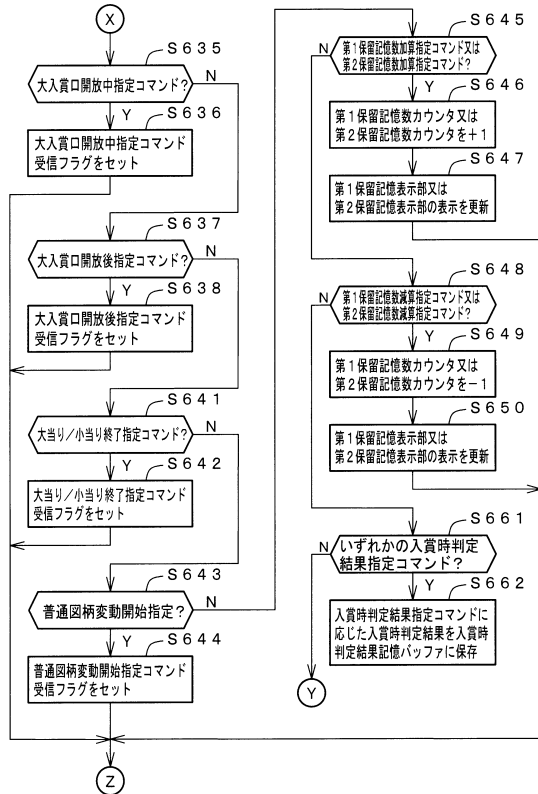 X
S635
大入賞口開放中指定コマンド?
N
Y
S636
大入賞口開放中指定コマンド
受信フラグをセット
S637
大入賞口開放後指定コマンド?
N
Y
S638
大入賞口開放後指定コマンド
受信フラグをセット
S641
大当り/小当り終了指定コマンド?
N
Y
S642
大当り/小当り終了指定コマンド
受信フラグをセット
S643
普通図柄変動開始指定?
N
Y
S644
普通図柄変動開始指定コマンド
受信フラグをセット
Z
S645
N
第1保留記憶数加算指定コマンド又は
第2保留記憶数加算指定コマンド?
Y
S646
第1保留記憶数カウンタ又は
第2保留記憶数カウンタを+1
S647
第1保留記憶表示部又は
第2保留記憶表示部の表示を更新
S648
N
第1保留記憶数減算指定コマンド又は
第2保留記憶数減算指定コマンド?
Y
S649
第1保留記憶数カウンタ又は
第2保留記憶数カウンタを-1
S650
第1保留記憶表示部又は
第2保留記憶表示部の表示を更新
S661
N
いずれかの入賞時判定
結果指定コマンド?
Y
S662
入賞時判定結果指定コマンドに
応じた入賞時判定結果を入賞時
判定結果記憶バッファに保存
Y